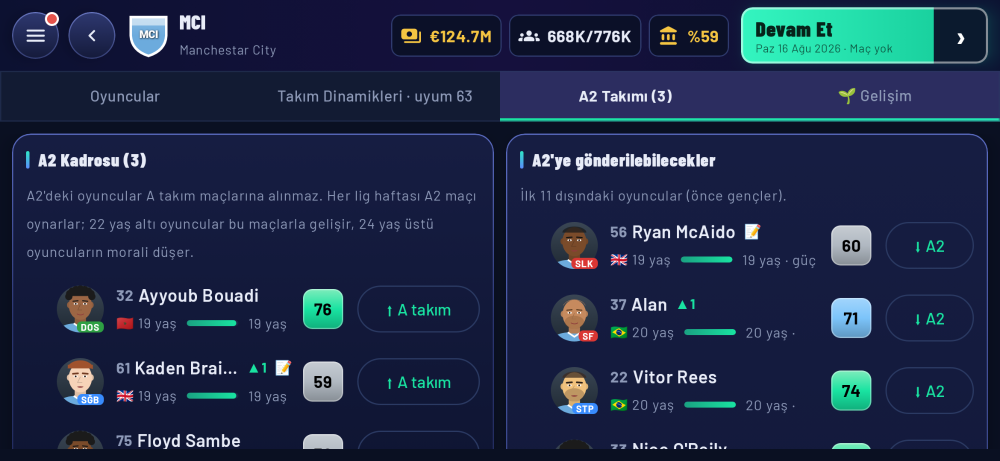 MCI
MCI
Manchestar City
€124.7M
668K/776K
%59
Devam Et
Paz 16 Ağu 2026 · Maç yok
Oyuncular
Takım Dinamikleri · uyum 63
A2 Takımı (3)
Gelişim
A2 Kadrosu (3)
A2'deki oyuncular A takım maçlarına alınmaz. Her lig haftası A2 maçı
oynarlar; 22 yaş altı oyuncular bu maçlarla gelişir, 24 yaş üstü
oyuncuların morali düşer.
32 Ayyoub Bouadi
DOS
19 yaş
19 yaş
76
↑ A takım
61 Kaden Brai... ▲1
SĞB
19 yaş
19 yaş
59
↑ A takım
75 Floyd Sambe
A2'ye gönderilebilecekler
İlk 11 dışındaki oyuncular (önce gençler).
56 Ryan McAido
SLK
19 yaş
19 yaş · güç
60
↓ A2
37 Alan ▲1
SF
20 yaş
20 yaş ·
71
↓ A2
22 Vitor Rees
STP
20 yaş
20 yaş ·
74
↓ A2
33 Nico O'Reily